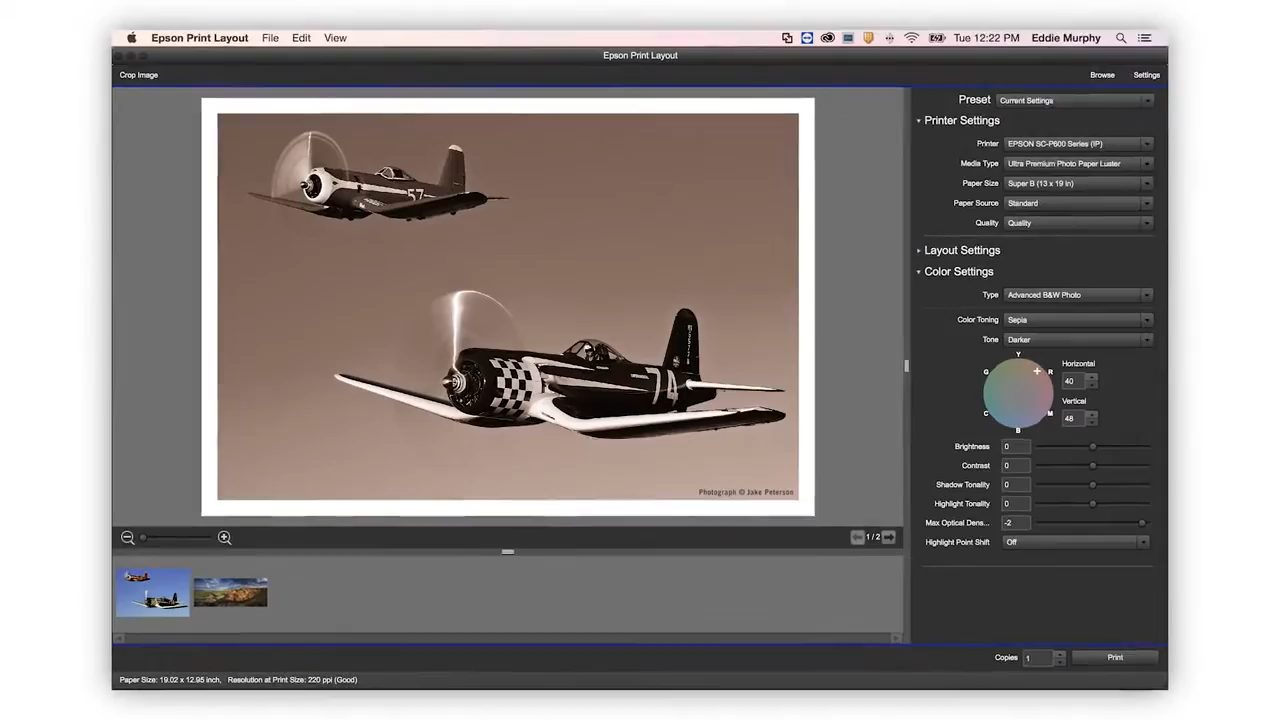 Epson Print Layout File Edit View Tue 12:22 PM Eddie Murphy
Epson Print Layout
Crop Image Browse Settings
Preset Current Settings
Printer Settings
Printer EPSON SC-P600 Series (IP)
Media Type Ultra Premium Photo Paper Luster
Paper Size Super B (13 x 19 in)
Paper Source Standard
Quality Quality
Layout Settings
Color Settings
Type Advanced B&W Photo
Color Toning Sepia
Tone Darker
Y
G R
C M
B
Horizontal
40
Vertical
48
Brightness 0
Contrast 0
Shadow Tonality 0
Highlight Tonality 0
Max Optical Dens... -2
Highlight Point Shift Off
57
74
Photograph © Jake Peterson
1 / 2
Copies 1 Print
Paper Size: 19.02 x 12.95 inch, Resolution at Print Size: 220 ppi (Good)